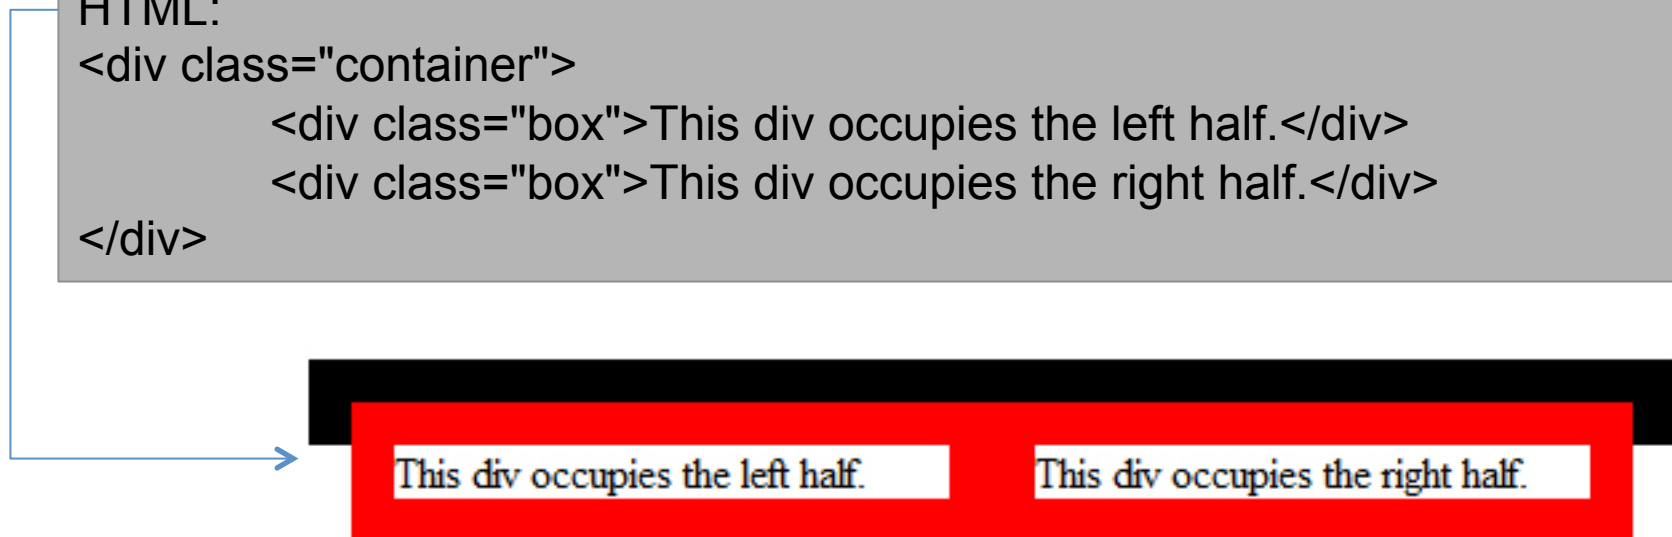 HTML:
<div class="container">
<div class="box">This div occupies the left half.</div>
<div class="box">This div occupies the right half.</div>
</div>
This div occupies the left half. This div occupies the right half.